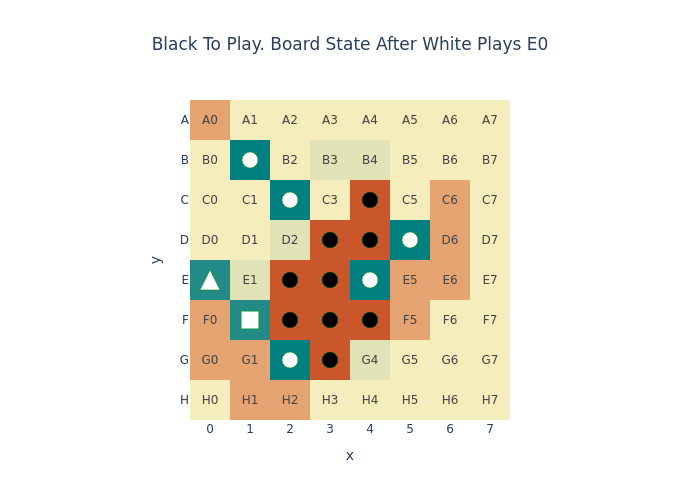 Black To Play. Board State After White Plays E0
A A0 A1 A2 A3 A4 A5 A6 A7
B B0 B2 B3 B4 B5 B6 B7
C C0 C1 C3 C5 C6 C7
D D0 D1 D2 D6 D7
y
E E1 E5 E6 E7
F F0 F5 F6 F7
G G0 G1 G4 G5 G6 G7
H H0 H1 H2 H3 H4 H5 H6 H7
0 1 2 3 4 5 6 7
x